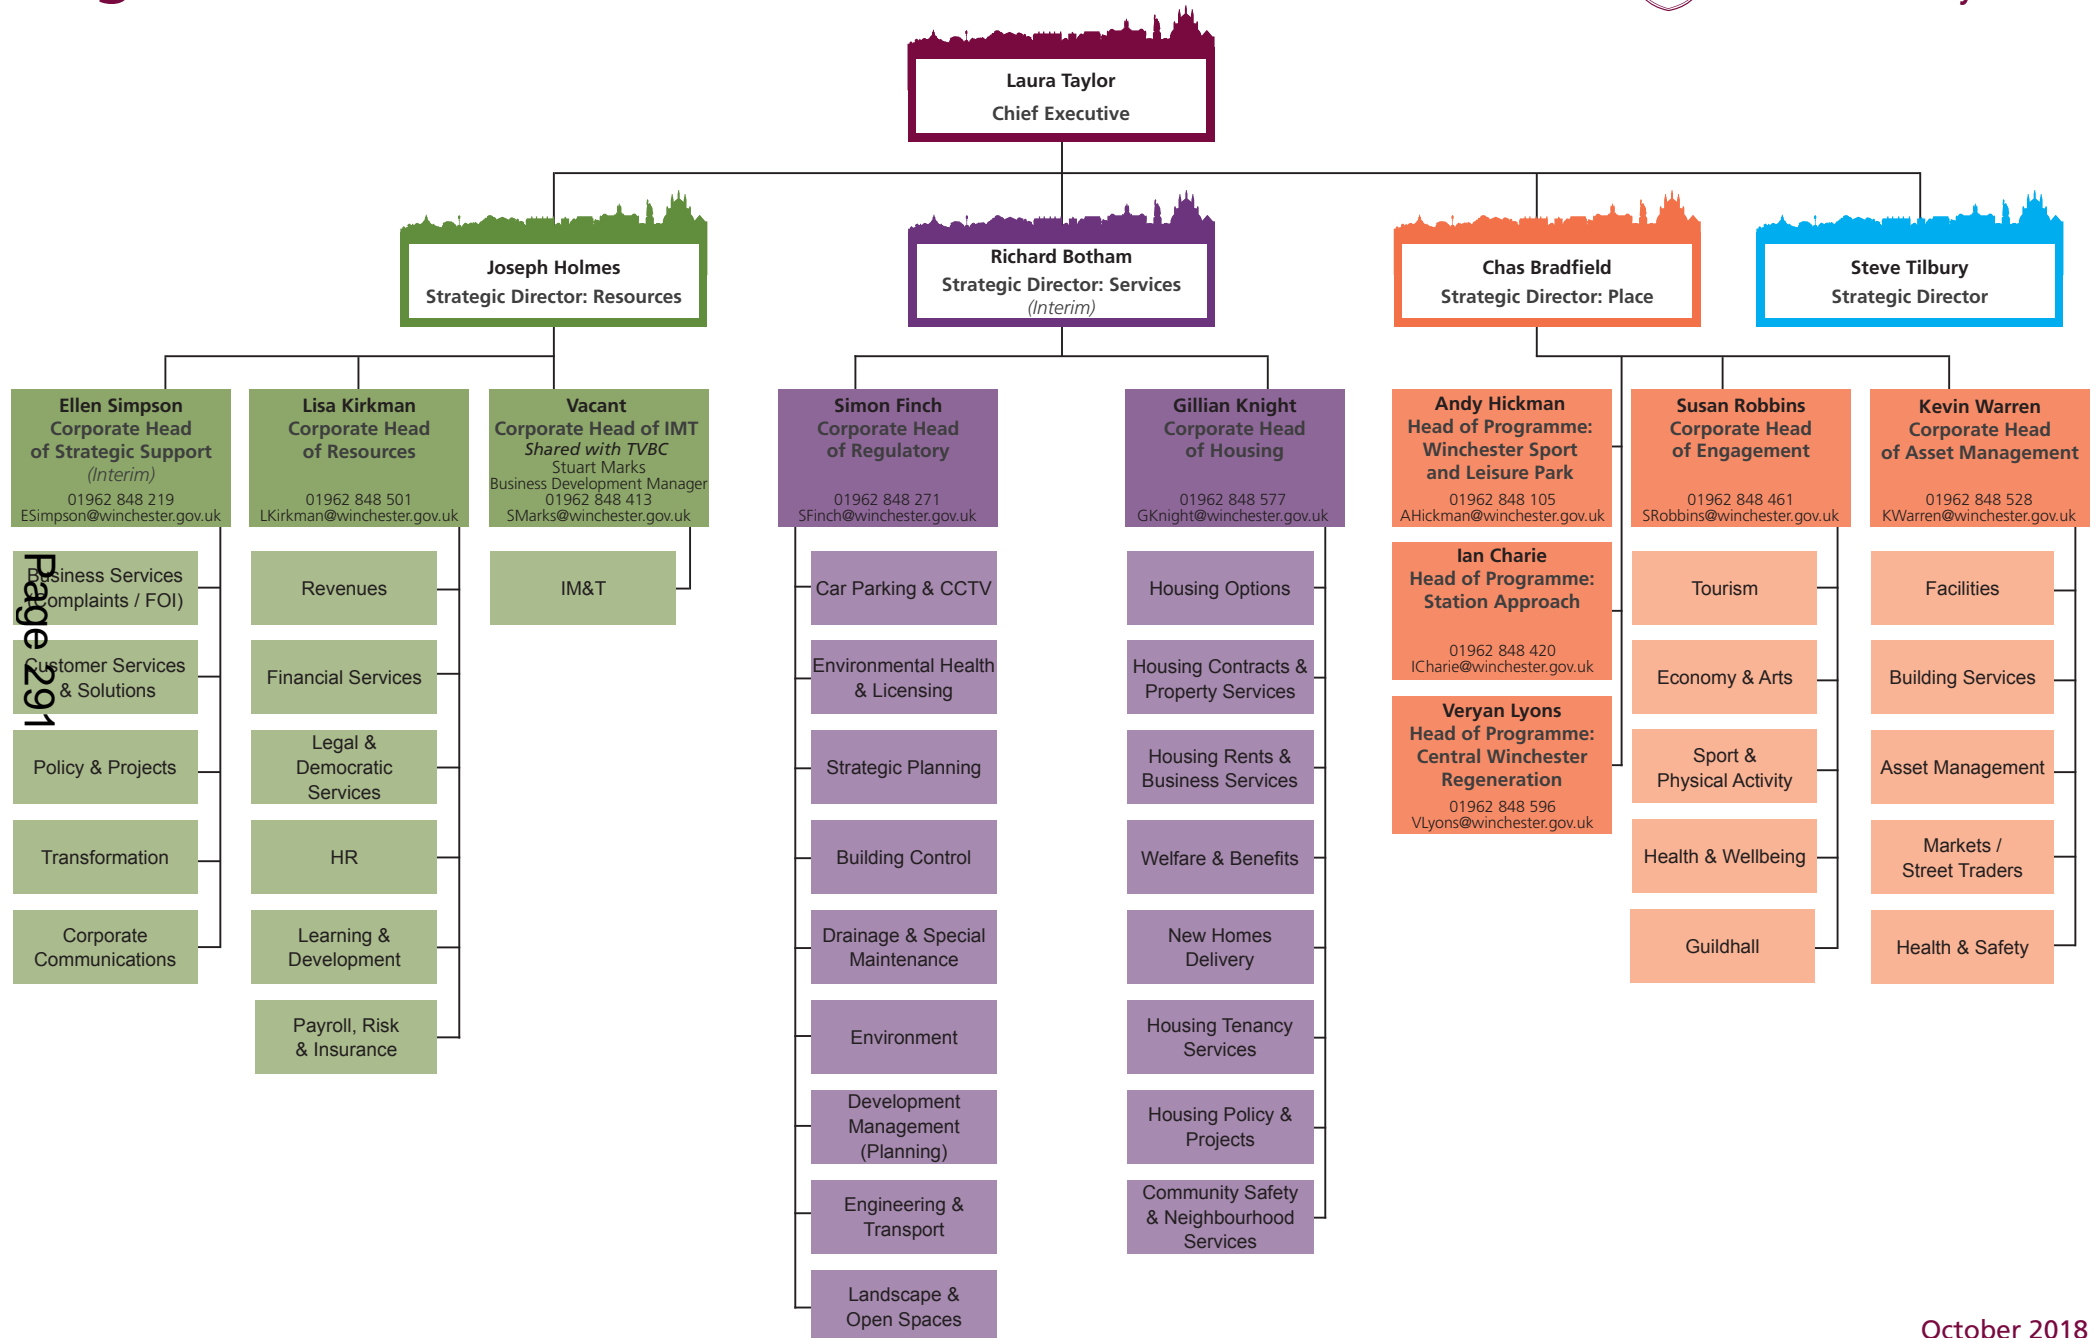 Laura Taylor
Chief Executive
Joseph Holmes
Strategic Director: Resources
Richard Botham
Strategic Director: Services
(Interim)
Chas Bradfield
Strategic Director: Place
Steve Tilbury
Strategic Director
Ellen Simpson
Corporate Head
of Strategic Support
(Interim)
01962 848 219
ESimpson@winchester.gov.uk
Business Services
(Complaints / FOI)
Customer Services
& Solutions
Policy & Projects
Transformation
Corporate
Communications
Lisa Kirkman
Corporate Head
of Resources
01962 848 501
LKirkman@winchester.gov.uk
Revenues
Financial Services
Legal &
Democratic
Services
HR
Learning &
Development
Payroll, Risk
& Insurance
Vacant
Corporate Head of IMT
Shared with TVBC
Stuart Marks
Business Development Manager
01962 848 413
SMarks@winchester.gov.uk
IM&T
Simon Finch
Corporate Head
of Regulatory
01962 848 271
SFinch@winchester.gov.uk
Car Parking & CCTV
Environmental Health
& Licensing
Strategic Planning
Building Control
Drainage & Special
Maintenance
Environment
Development
Management
(Planning)
Engineering &
Transport
Landscape &
Open Spaces
Gillian Knight
Corporate Head
of Housing
01962 848 577
GKnight@winchester.gov.uk
Housing Options
Housing Contracts &
Property Services
Housing Rents &
Business Services
Welfare & Benefits
New Homes
Delivery
Housing Tenancy
Services
Housing Policy &
Projects
Community Safety
& Neighbourhood
Services
Andy Hickman
Head of Programme:
Winchester Sport
and Leisure Park
01962 848 105
AHickman@winchester.gov.uk
Ian Charie
Head of Programme:
Station Approach
01962 848 420
ICharie@winchester.gov.uk
Veryan Lyons
Head of Programme:
Central Winchester
Regeneration
01962 848 596
VLyons@winchester.gov.uk
Susan Robbins
Corporate Head
of Engagement
01962 848 461
SRobbins@winchester.gov.uk
Tourism
Economy & Arts
Sport &
Physical Activity
Health & Wellbeing
Guildhall
Kevin Warren
Corporate Head
of Asset Management
01962 848 528
KWarren@winchester.gov.uk
Facilities
Building Services
Asset Management
Markets /
Street Traders
Health & Safety
Page 291
October 2018